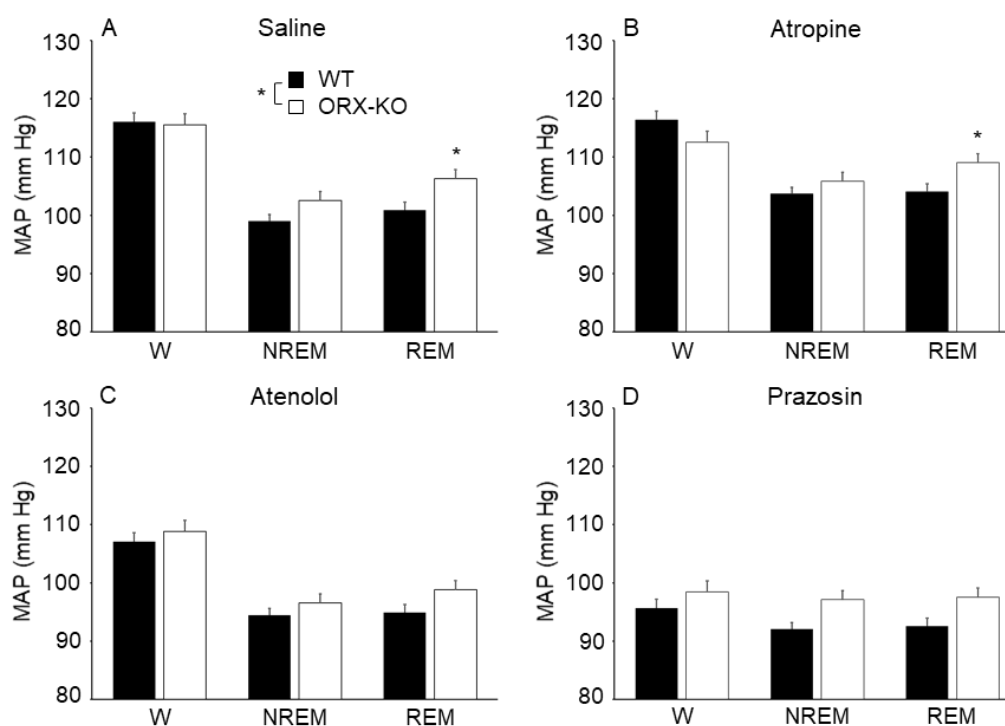 A Saline
130
120
110
100
90
80
MAP (mm Hg)
* WT
ORX-KO
*
W NREM REM
B Atropine
130
120
110
100
90
80
MAP (mm Hg)
*
W NREM REM
C Atenolol
130
120
110
100
90
80
MAP (mm Hg)
W NREM REM
D Prazosin
130
120
110
100
90
80
MAP (mm Hg)
W NREM REM